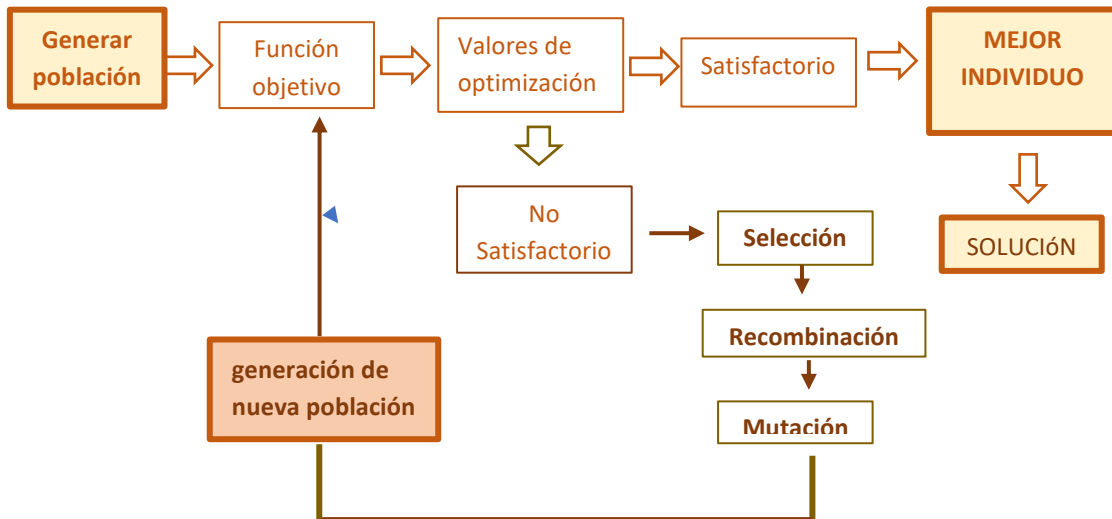 Generar
población
Función
objetivo
Valores de
optimización
Satisfactorio
MEJOR
INDIVIDUO
No
Satisfactorio
Selección
SOLUCIóN
Recombinación
generación de
nueva población
Mutación